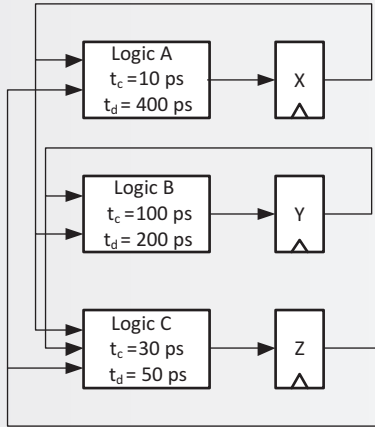 Logic A
t_c = 10 ps
t_d = 400 ps
X
Logic B
t_c = 100 ps
t_d = 200 ps
Y
Logic C
t_c = 30 ps
t_d = 50 ps
Z